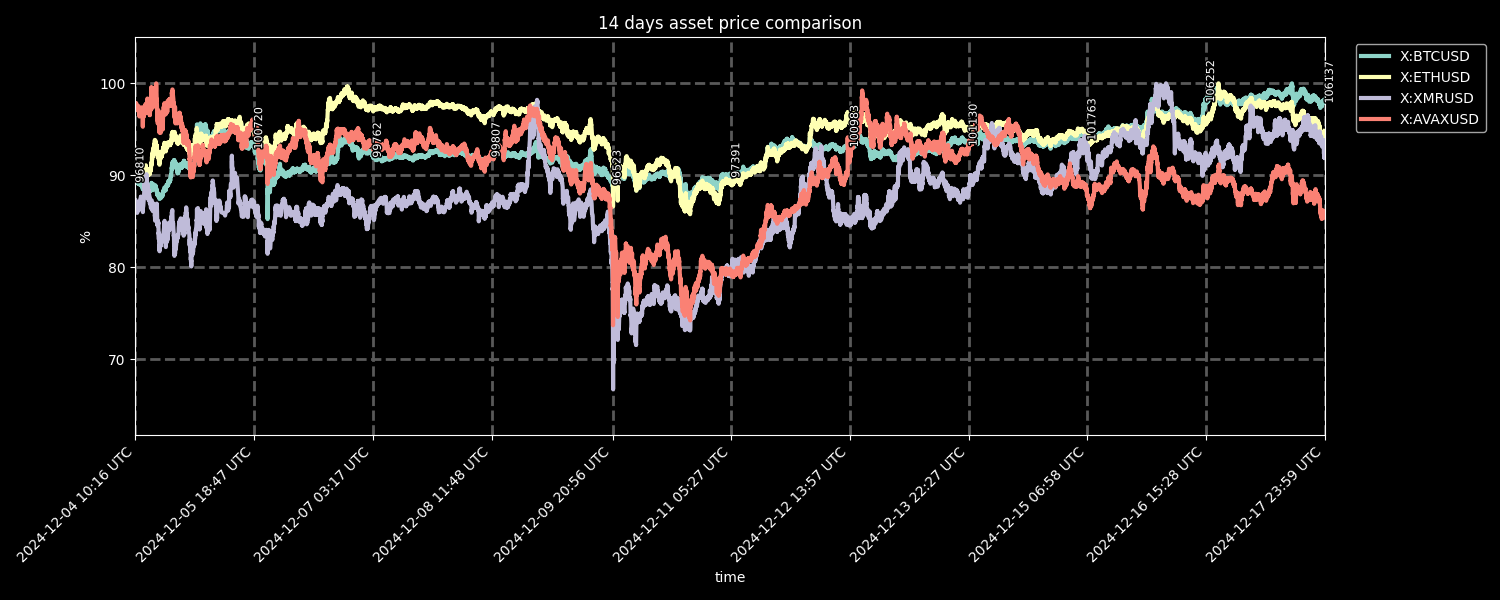 14 days asset price comparison
X:BTCUSD
X:ETHUSD
X:XMRUSD
X:AVAXUSD
%
100
90
80
70
96810
100720
99762
99807
96523
97391
100983
101130
101763
106252
106137
2024-12-04 10:16 UTC
2024-12-05 18:47 UTC
2024-12-07 03:17 UTC
2024-12-08 11:48 UTC
2024-12-09 20:56 UTC
2024-12-11 05:27 UTC
2024-12-12 13:57 UTC
2024-12-13 22:27 UTC
2024-12-15 06:58 UTC
2024-12-16 15:28 UTC
2024-12-17 23:59 UTC
time